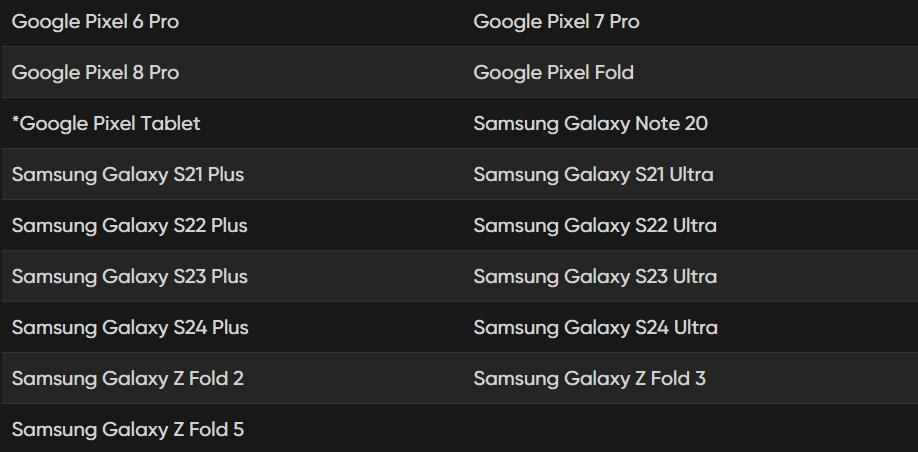 Google Pixel 6 Pro
Google Pixel 7 Pro
Google Pixel 8 Pro
Google Pixel Fold
*Google Pixel Tablet
Samsung Galaxy Note 20
Samsung Galaxy S21 Plus
Samsung Galaxy S21 Ultra
Samsung Galaxy S22 Plus
Samsung Galaxy S22 Ultra
Samsung Galaxy S23 Plus
Samsung Galaxy S23 Ultra
Samsung Galaxy S24 Plus
Samsung Galaxy S24 Ultra
Samsung Galaxy Z Fold 2
Samsung Galaxy Z Fold 3
Samsung Galaxy Z Fold 5